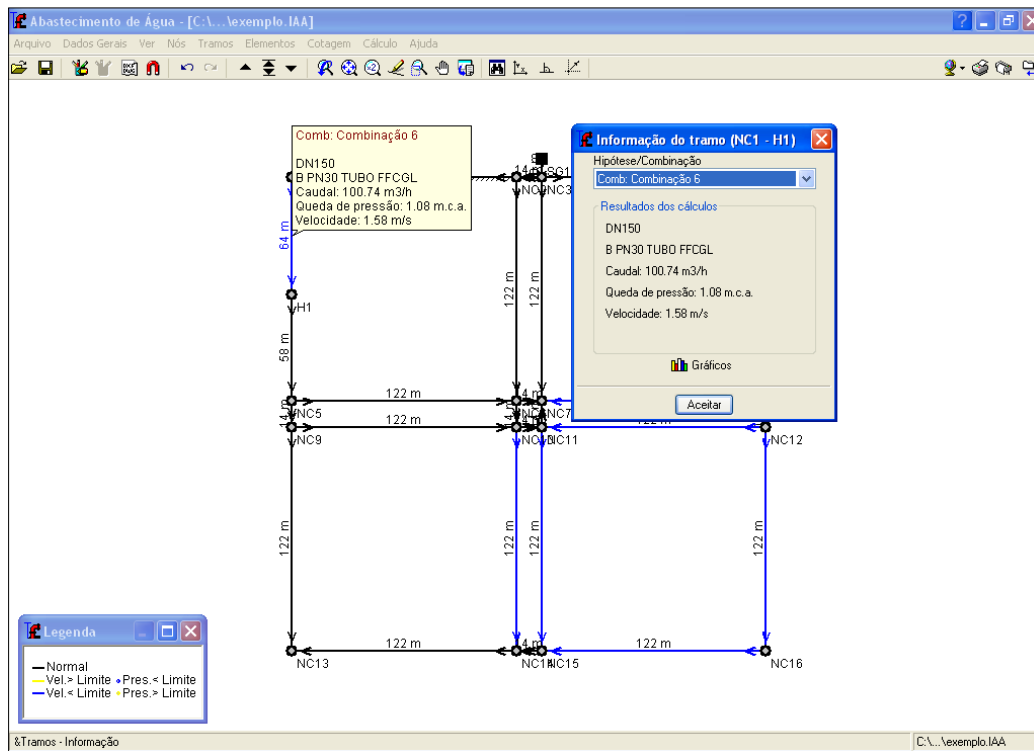 Abastecimento de Água - [C:\...\exemplo.IAA]
Arquivo Dados Gerais Ver Nós Tramos Elementos Cotagem Cálculo Ajuda
Comb: Combinação 6
DN150
B PN30 TUBO FFCGL
Caudal: 100.74 m3/h
Queda de pressão: 1.08 m.c.a.
Velocidade: 1.58 m/s
Informação do tramo (NC1 - H1)
Hipótese/Combinação
Comb: Combinação 6
Resultados dos cálculos
DN150
B PN30 TUBO FFCGL
Caudal: 100.74 m3/h
Queda de pressão: 1.08 m.c.a.
Velocidade: 1.58 m/s
Gráficos
Aceitar
SG1
NC3
64 m
122 m
122 m
H1
58 m
122 m
NC5
NC7
122 m
122 m
NC9
NC11
NC12
122 m
122 m
122 m
122 m
122 m
122 m
NC13
NC14
NC15
NC16
Legenda
Normal
Vel.> Limite Pres.< Limite
Vel.< Limite Pres.> Limite
&Tramos - Informação
C:\...\exemplo.IAA